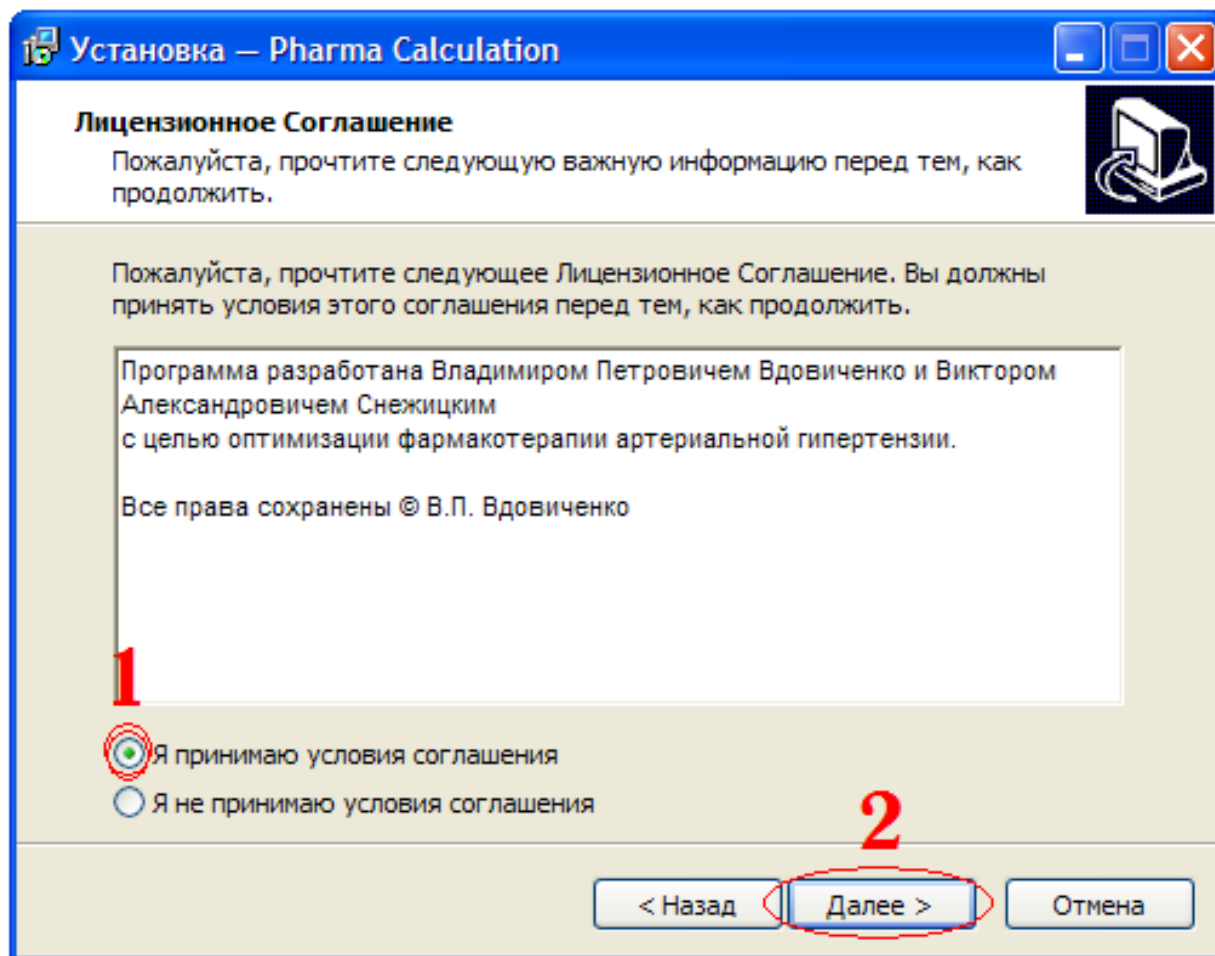 Установка — Pharma Calculation
Лицензионное Соглашение
Пожалуйста, прочтите следующую важную информацию перед тем, как
продолжить.
Пожалуйста, прочтите следующее Лицензионное Соглашение. Вы должны
принять условия этого соглашения перед тем, как продолжить.
Программа разработана Владимиром Петровичем Вдовиченко и Виктором
Александровичем Снежицким
с целью оптимизации фармакотерапии артериальной гипертензии.
Все права сохранены © В.П. Вдовиченко
1
Я принимаю условия соглашения
Я не принимаю условия соглашения
2
< Назад Далее > Отмена